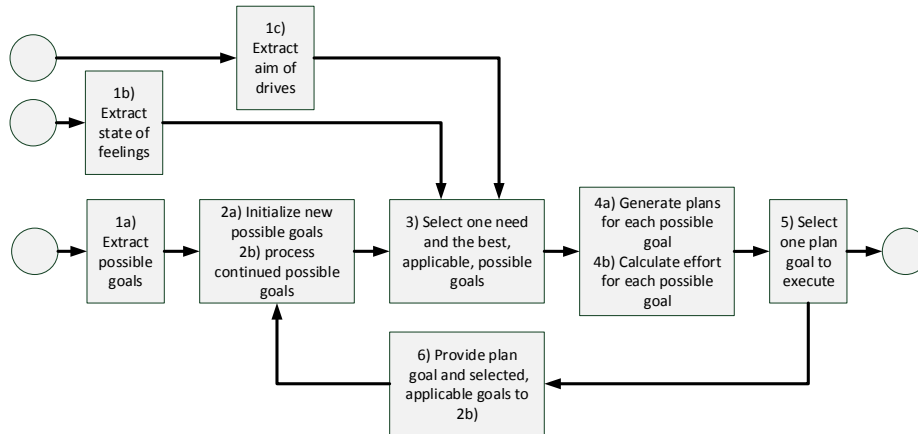 1c)
Extract
aim of
drives
1b)
Extract
state of
feelings
1a)
Extract
possible
goals
2a) Initialize new
possible goals
2b) process
continued possible
goals
3) Select one need
and the best,
applicable, possible
goals
4a) Generate plans
for each possible
goal
4b) Calculate effort
for each possible
goal
5) Select
one plan
goal to
execute
6) Provide plan
goal and selected,
applicable goals to
2b)